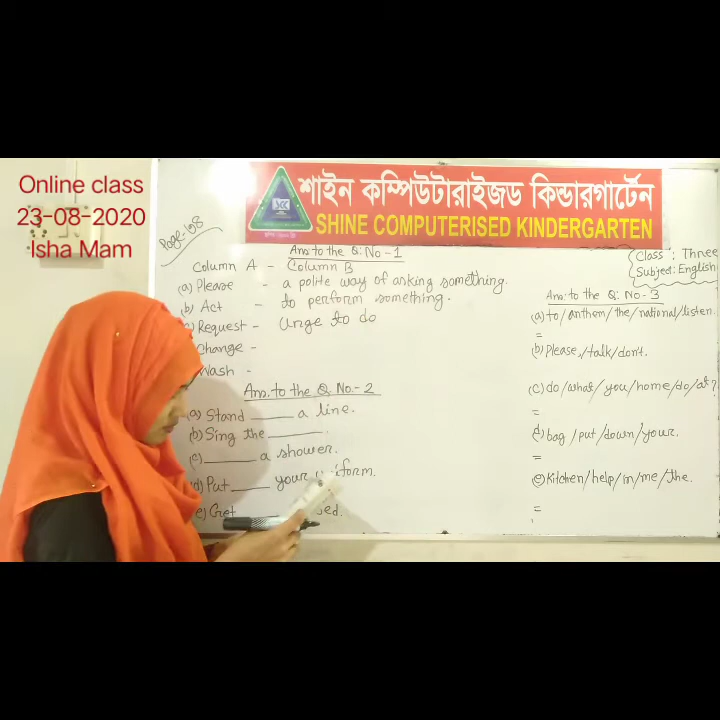 Online class
23-08-2020
Isha Mam
শাইন কম্পিউটারাইজড কিন্ডারগার্টেন
SHINE COMPUTERISED KINDERGARTEN
Class : Three
Subject: English
Ans: to the Q: No - 1
Column A - Column B
(a) Please - a polite way of asking something.
(b) Act - to perform something.
Request - Urge to do
Change -
Wash -
Ans. to the Q. No. - 2
(a) Stand ____ a line.
(b) Sing the ____.
(c) ____ a shower.
(d) Put ____ your form.
(e) Get
Ans: to the Q: NO - 3
(a) to/anthem/the/national/listen.
=
(b) Please,/talk/don't.
(c) do/what/you/home/do/at?
=
(d) bag/put/down/your.
=
(e) Kitchen/help/in/me/the.
=